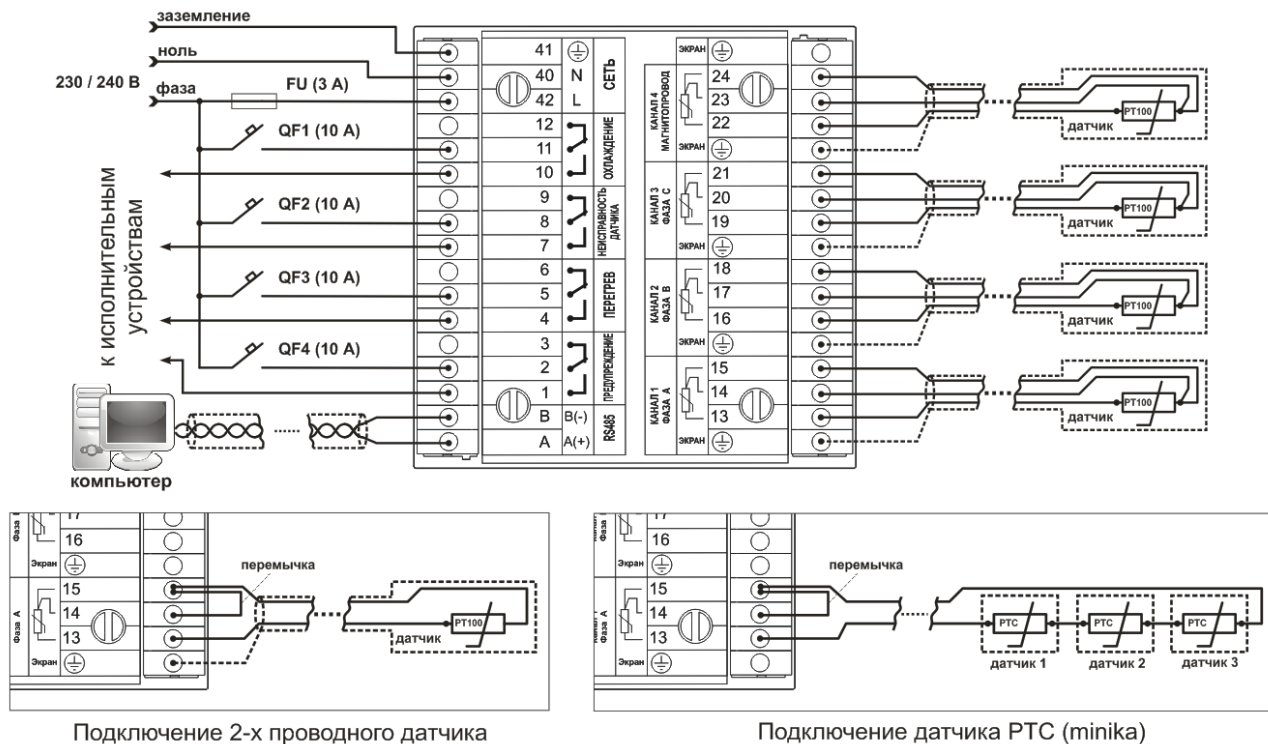 заземление
ноль
230 / 240 В
фаза
FU (3 А)
QF1 (10 А)
QF2 (10 А)
QF3 (10 А)
QF4 (10 А)
к исполнительным
устройствам
компьютер
41
40 N
42 L
СЕТЬ
12
11
10
ОХЛАЖДЕНИЕ
9
8
7
НЕИСПРАВНОСТЬ
ДАТЧИКА
6
5
4
ПЕРЕГРЕВ
3
2
1
ПРЕДУПРЕЖДЕНИЕ
B B(-)
A A(+)
RS485
ЭКРАН
24
23
22
КАНАЛ 4
МАГНИТОПРОВОД
ЭКРАН
21
20
19
КАНАЛ 3
ФАЗА С
ЭКРАН
18
17
16
КАНАЛ 2
ФАЗА В
15
14
13
КАНАЛ 1
ФАЗА А
ЭКРАН
PT100
датчик
PT100
датчик
PT100
датчик
PT100
датчик
17
16
Фаза
Экран
15
14
13
Фаза А
Экран
перемычка
PT100
датчик
Подключение 2-х проводного датчика
17
16
Фаза
Экран
15
14
13
Фаза А
Экран
перемычка
PTC
PTC
PTC
датчик 1
датчик 2
датчик 3
Подключение датчика PTC (minika)